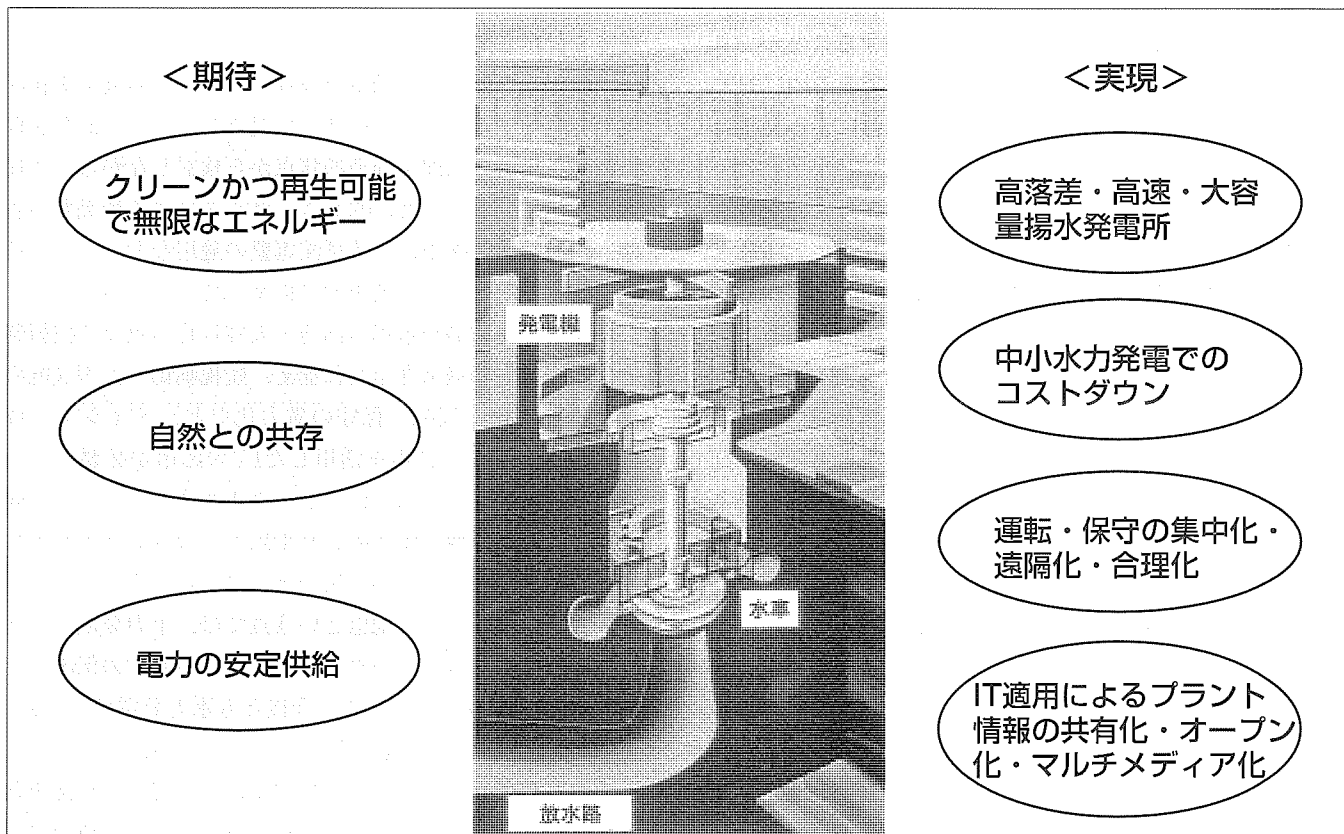 <期待>
クリーンかつ再生可能
で無限なエネルギー
自然との共存
電力の安定供給
発電機
水車
放水路
<実現>
高落差・高速・大容
量揚水発電所
中小水力発電での
コストダウン
運転・保守の集中化・
遠隔化・合理化
IT適用によるプラント
情報の共有化・オープン
化・マルチメディア化